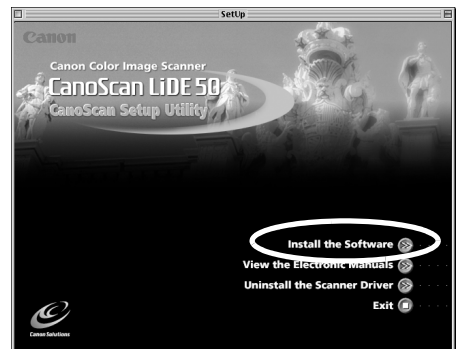 SetUp
Canon
Canon Color Image Scanner
CanoScan LiDE 50
CanoScan Setup Utility
Install the Software
View the Electronic Manuals
Uninstall the Scanner Driver
Exit
Canon Solutions